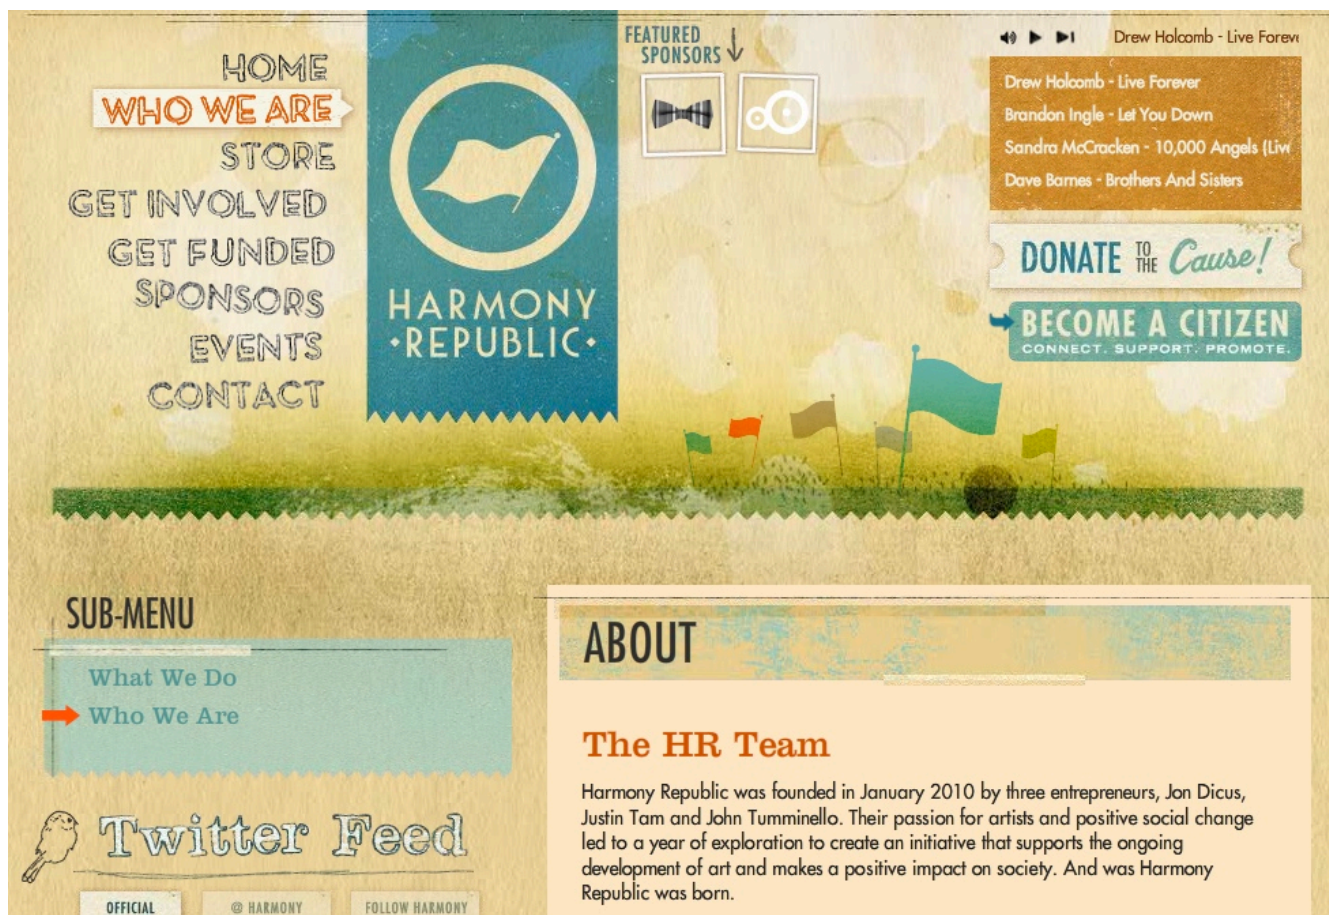 HOME
WHO WE ARE
STORE
GET INVOLVED
GET FUNDED
SPONSORS
EVENTS
CONTACT
HARMONY
•REPUBLIC•
FEATURED
SPONSORS
Drew Holcomb - Live Forev
Drew Holcomb - Live Forever
Brandon Ingle - Let You Down
Sandra McCracken - 10,000 Angels (Liv
Dave Barnes - Brothers And Sisters
DONATE TO THE Cause!
BECOME A CITIZEN
CONNECT. SUPPORT. PROMOTE.
SUB-MENU
What We Do
Who We Are
Twitter Feed
OFFICIAL
@ HARMONY
FOLLOW HARMONY
ABOUT
The HR Team
Harmony Republic was founded in January 2010 by three entrepreneurs, Jon Dicus,
Justin Tam and John Tumminello. Their passion for artists and positive social change
led to a year of exploration to create an initiative that supports the ongoing
development of art and makes a positive impact on society. And was Harmony
Republic was born.